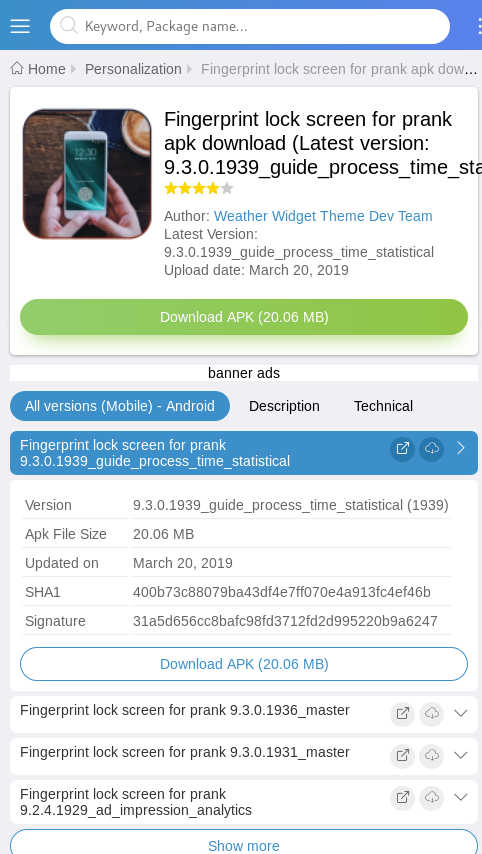 Keyword, Package name...
Home Personalization Fingerprint lock screen for prank apk dow...
Fingerprint lock screen for prank
apk download (Latest version:
9.3.0.1939_guide_process_time_sta
Author: Weather Widget Theme Dev Team
Latest Version:
9.3.0.1939_guide_process_time_statistical
Upload date: March 20, 2019
Download APK (20.06 MB)
banner ads
All versions (Mobile) - Android Description Technical
Fingerprint lock screen for prank
9.3.0.1939_guide_process_time_statistical
Version 9.3.0.1939_guide_process_time_statistical (1939)
Apk File Size 20.06 MB
Updated on March 20, 2019
SHA1 400b73c88079ba43df4e7ff070e4a913fc4ef46b
Signature 31a5d656cc8bafc98fd3712fd2d995220b9a6247
Download APK (20.06 MB)
Fingerprint lock screen for prank 9.3.0.1936_master
Fingerprint lock screen for prank 9.3.0.1931_master
Fingerprint lock screen for prank
9.2.4.1929_ad_impression_analytics
Show more